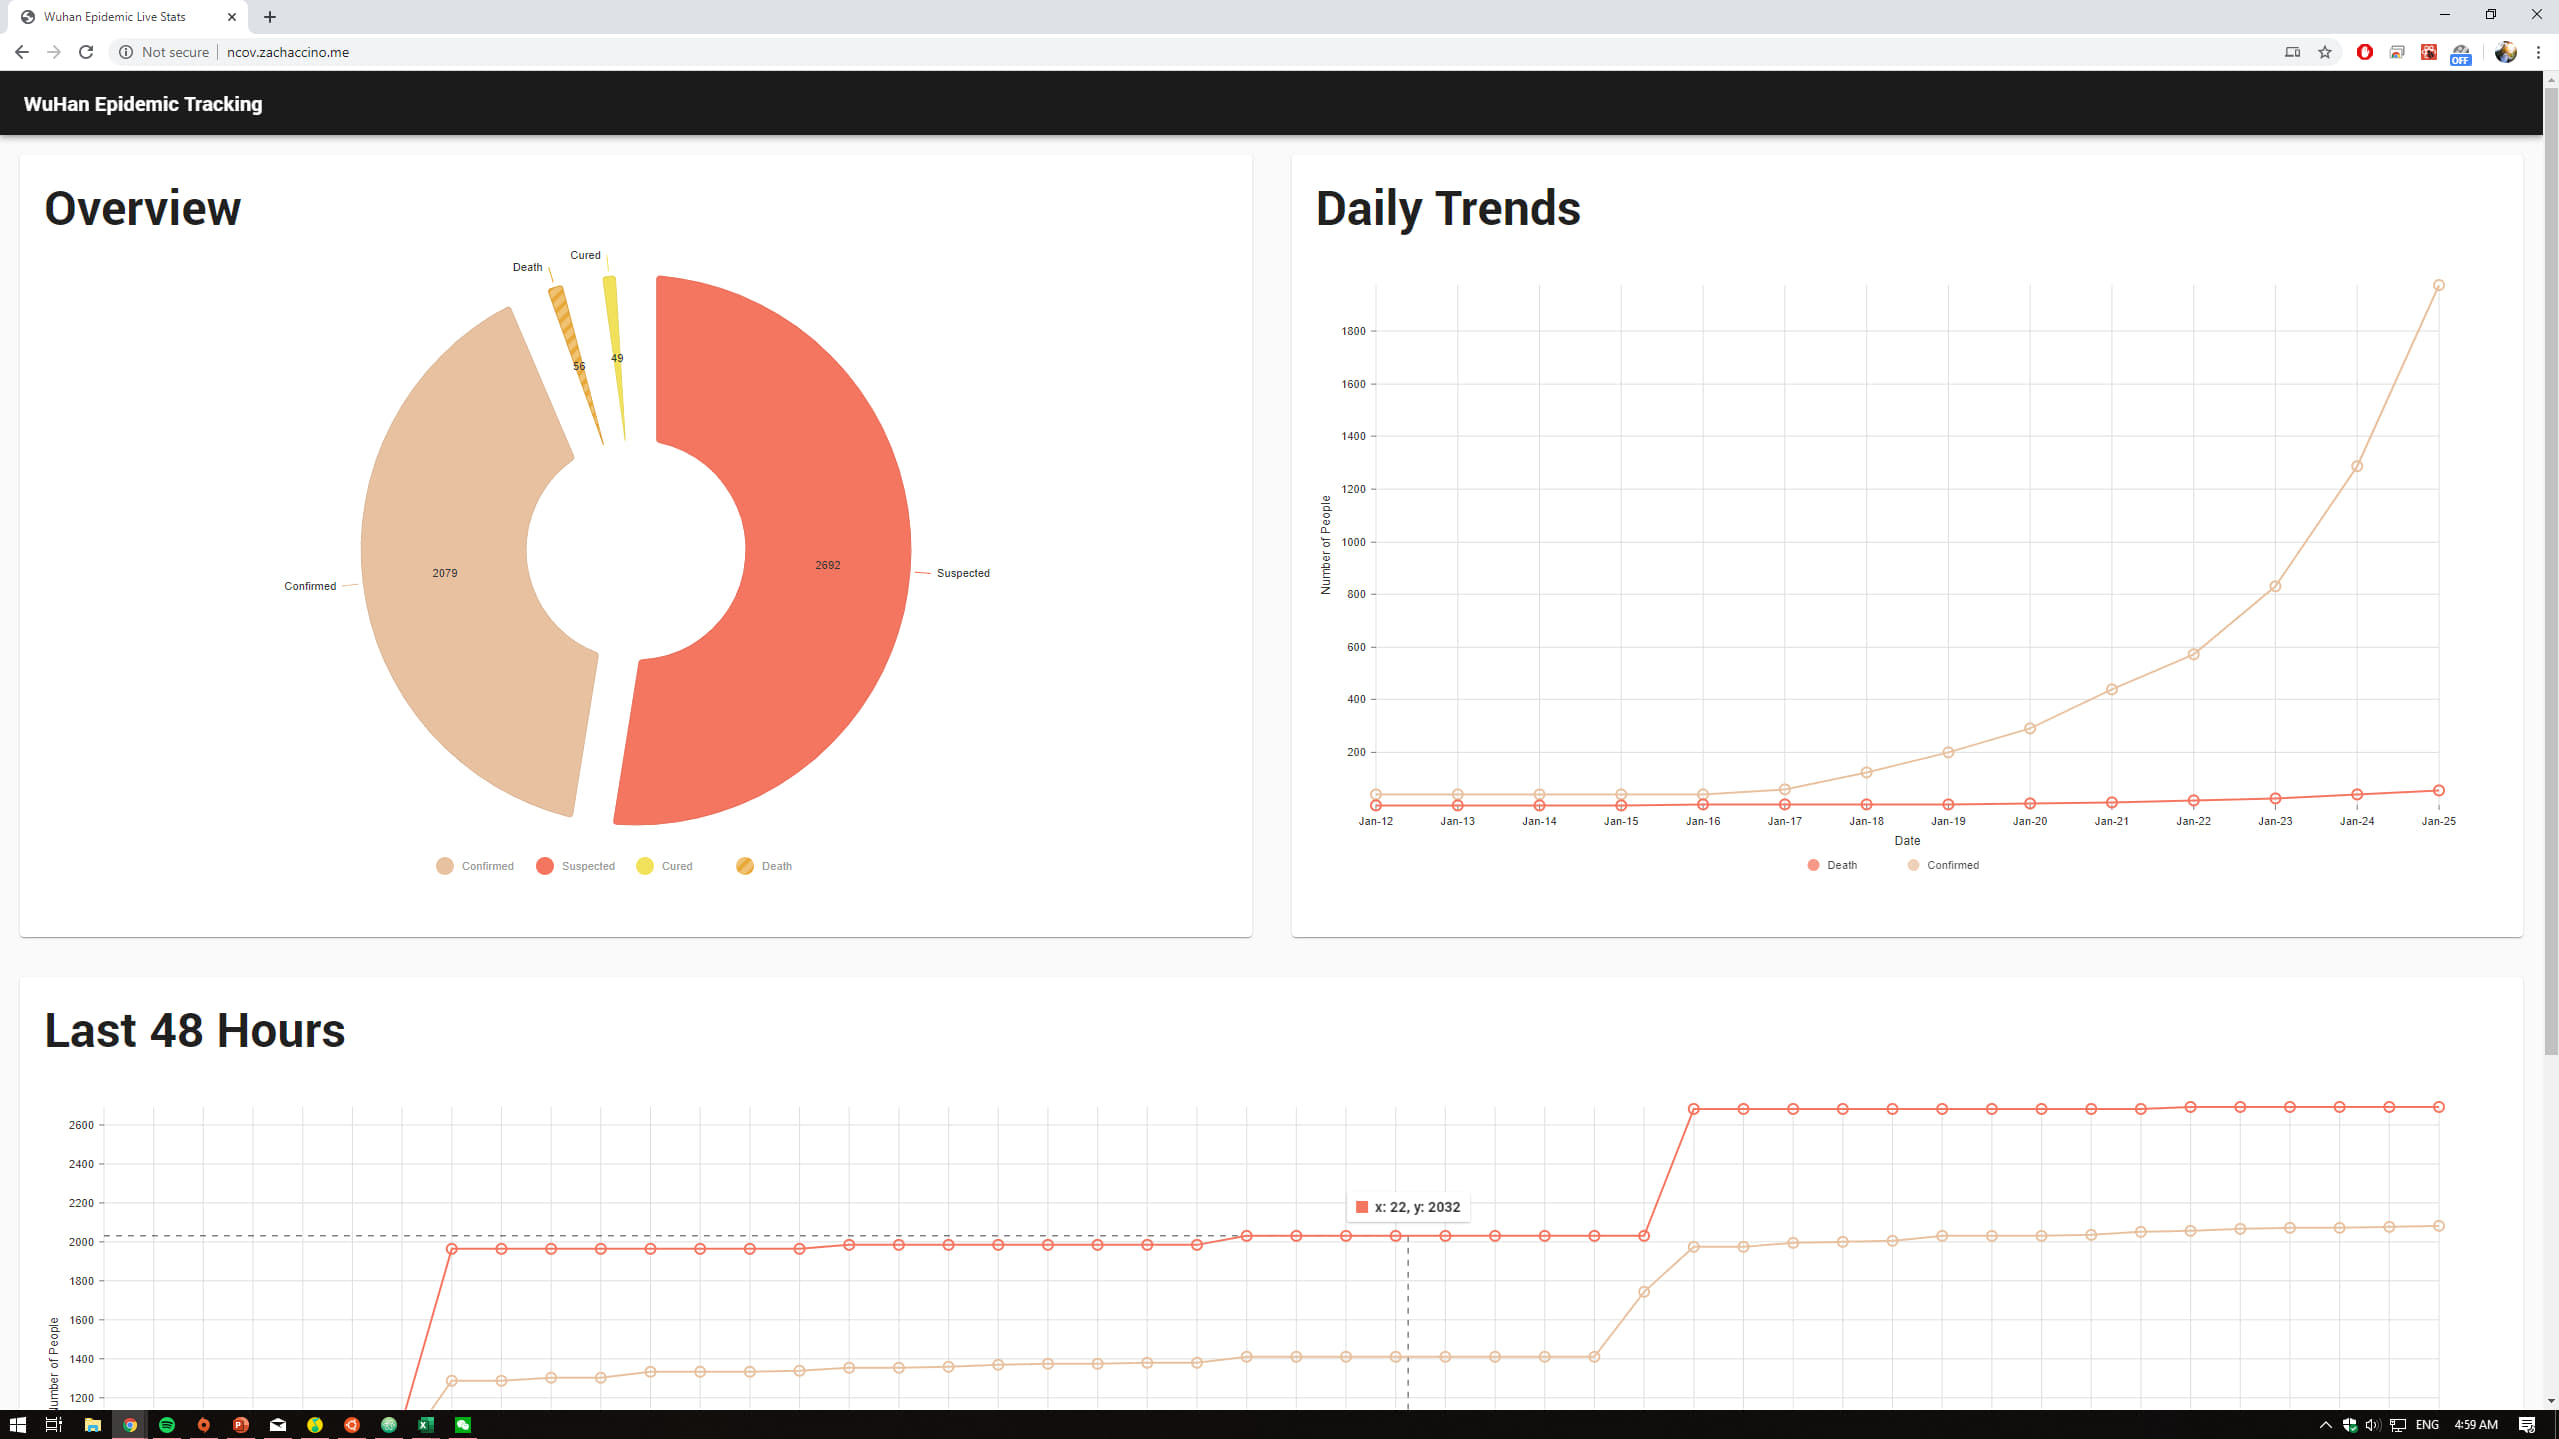 Wuhan Epidemic Live Stats
Not secure
ncov.zachaccino.me
OFF
WuHan Epidemic Tracking
Overview
Cured
Death
56
49
2079
2692
Confirmed
Suspected
Confirmed
Suspected
Cured
Death
Daily Trends
1800
1600
1400
1200
1000
800
600
400
200
Number of People
Jan-12
Jan-13
Jan-14
Jan-15
Jan-16
Jan-17
Jan-18
Jan-19
Jan-20
Jan-21
Jan-22
Jan-23
Jan-24
Jan-25
Date
Death
Confirmed
Last 48 Hours
2600
2400
2200
2000
1800
1600
1400
1200
Number of People
x: 22, y: 2032
ENG
4:59 AM